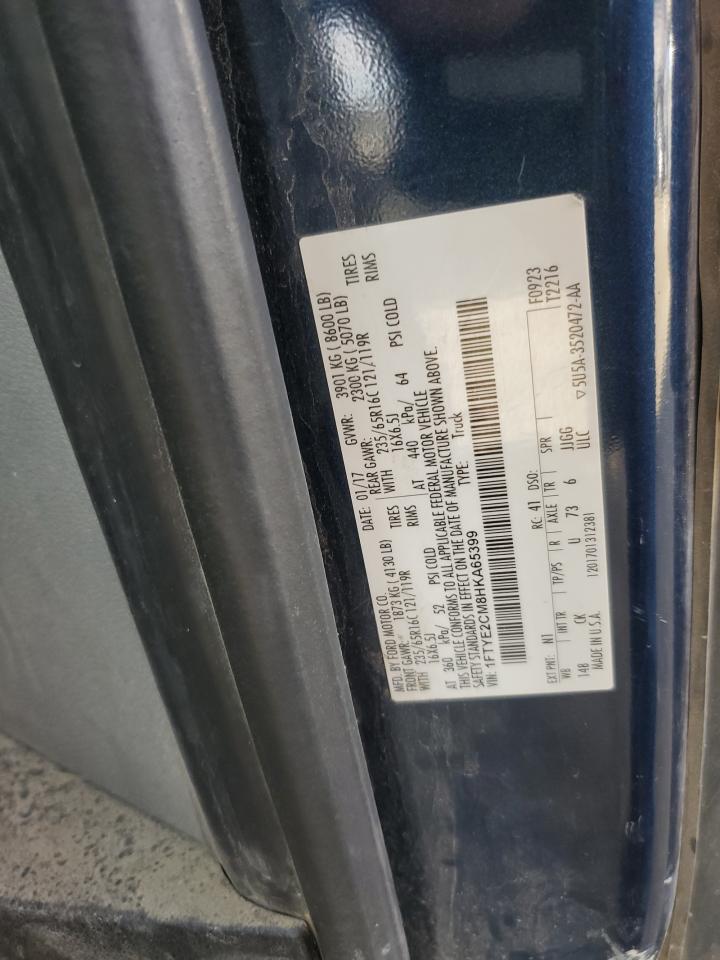 MFD. BY FORD MOTOR CO. DATE: 01/17 GVWR: 3901 KG ( 8600 LB)
FRONT GAWR: 1873 KG ( 4130 LB) REAR GAWR: 2300 KG ( 5070 LB)
WITH 235/65R16C 121/119R TIRES WITH 235/65R16C 121/119R TIRES
16X6.5J RIMS 16X6.5J RIMS
AT 360 kPa/ 52 PSI COLD AT 440 kPa/ 64 PSI COLD
THIS VEHICLE CONFORMS TO ALL APPLICABLE FEDERAL MOTOR VEHICLE
SAFETY STANDARDS IN EFFECT ON THE DATE OF MANUFACTURE SHOWN ABOVE.
VIN: 1FTYE2CM8HKA65399 TYPE: Truck
F0923
T2216
EXT PNT: N1 RC: 41 DSO:
WB INT TR TP/PS R AXLE TR SPR
148 CK U 73 6 JJGG
ULC
MADE IN U.S.A. 1201701312381 ▽5U5A-3520472-AA